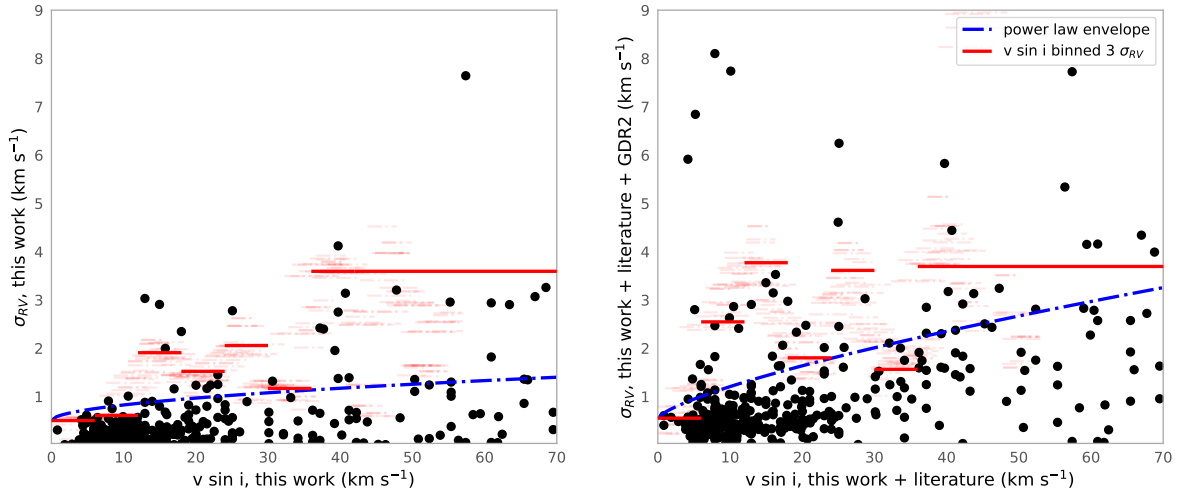 9
8
7
6
5
4
3
2
1
σRV, this work (km s⁻¹)
0 10 20 30 40 50 60 70
v sin i, this work (km s⁻¹)
9
8
7
6
5
4
3
2
1
σRV, this work + literature + GDR2 (km s⁻¹)
power law envelope
v sin i binned 3 σRV
0 10 20 30 40 50 60 70
v sin i, this work + literature (km s⁻¹)